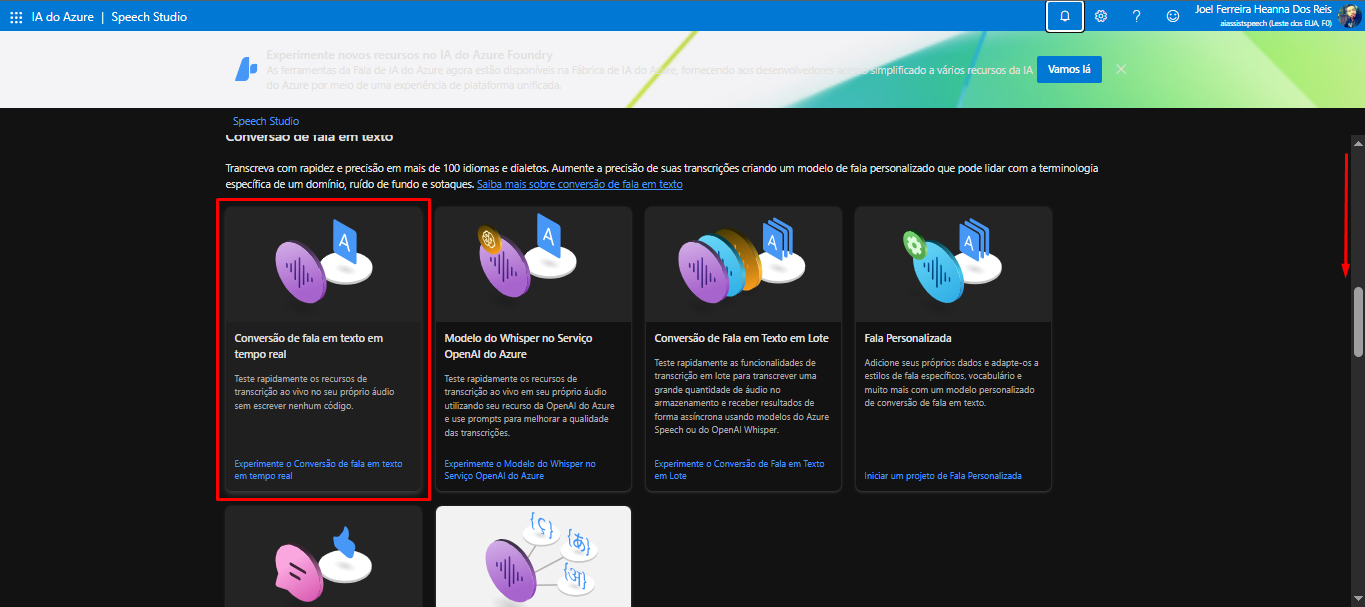 IA do Azure | Speech Studio
Joel Ferreira Heanna Dos Reis
aiassistspeech (Leste dos EUA, F0)
Experimente novos recursos no IA do Azure Foundry
As ferramentas da Fala de IA do Azure agora estão disponíveis na Fábrica de IA do Azure, fornecendo aos desenvolvedores acesso simplificado a vários recursos da IA
do Azure por meio de uma experiência de plataforma unificada.
Vamos lá
Speech Studio
Conversão de fala em texto
Transcreva com rapidez e precisão em mais de 100 idiomas e dialetos. Aumente a precisão de suas transcrições criando um modelo de fala personalizado que pode lidar com a terminologia
específica de um domínio, ruído de fundo e sotaques. Saiba mais sobre conversão de fala em texto
A
Conversão de fala em texto em
tempo real
Teste rapidamente os recursos de
transcrição ao vivo no seu próprio áudio
sem escrever nenhum código.
Experimente o Conversão de fala em texto
em tempo real
A
Modelo do Whisper no Serviço
OpenAI do Azure
Teste rapidamente os recursos de
transcrição ao vivo em seu próprio áudio
utilizando seu recurso da OpenAI do Azure
e use prompts para melhorar a qualidade
das transcrições.
Experimente o Modelo do Whisper no
Serviço OpenAI do Azure
A
Conversão de Fala em Texto em Lote
Teste rapidamente as funcionalidades de
transcrição em lote para transcrever uma
grande quantidade de áudio no
armazenamento e receber resultados de
forma assíncrona usando modelos do Azure
Speech ou do OpenAI Whisper.
Experimente o Conversão de Fala em Texto
em Lote
A
Fala Personalizada
Adicione seus próprios dados e adapte-os a
estilos de fala específicos, vocabulário e
muito mais com um modelo personalizado
de conversão de fala em texto.
Iniciar um projeto de Fala Personalizada
{ç}
{あ}
{अ}